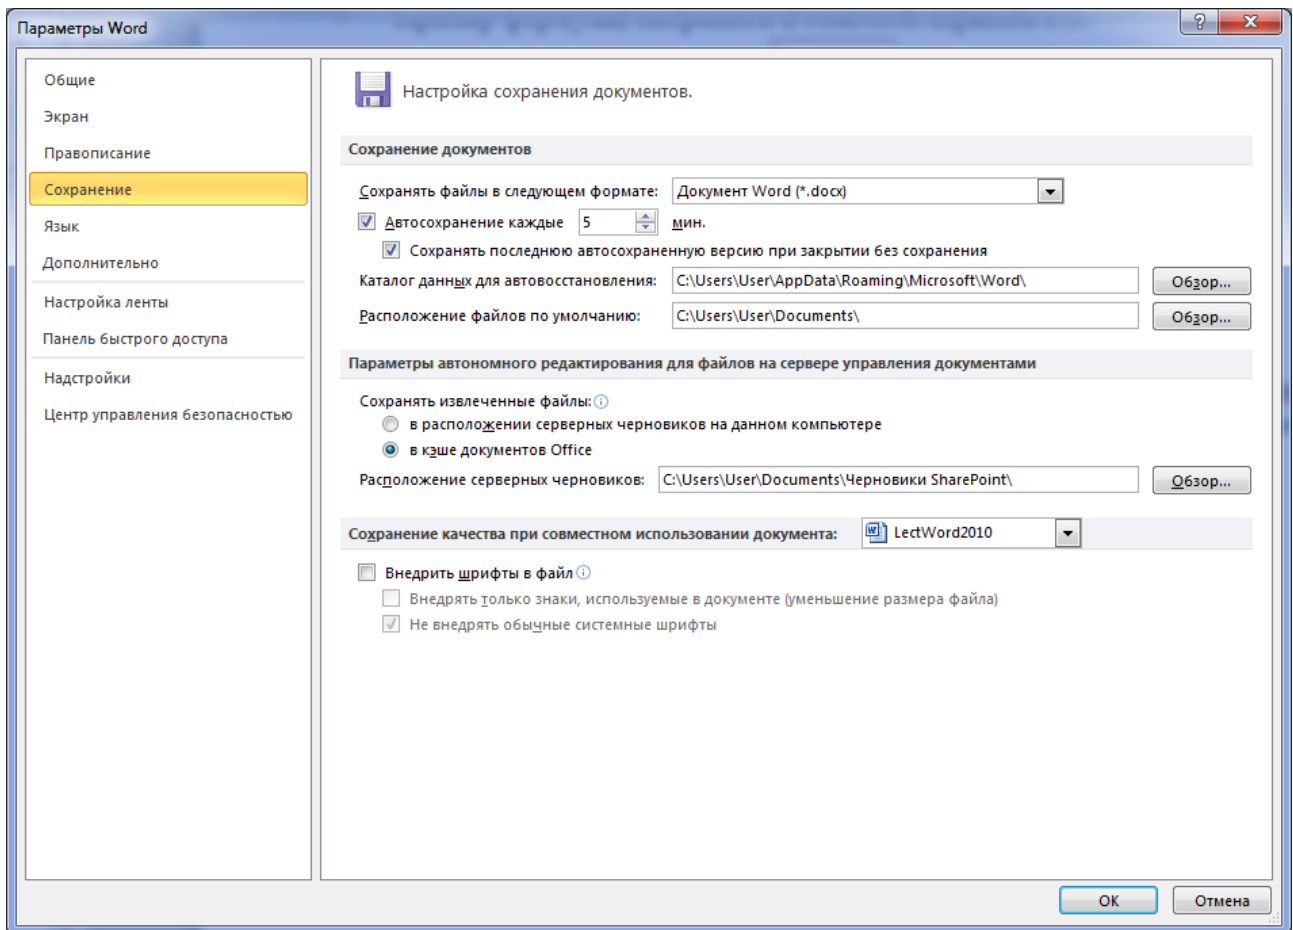 Параметры Word
Общие
Экран
Правописание
Сохранение
Язык
Дополнительно
Настройка ленты
Панель быстрого доступа
Надстройки
Центр управления безопасностью
Настройка сохранения документов.
Сохранение документов
Сохранять файлы в следующем формате: Документ Word (*.docx)
Автосохранение каждые 5 мин.
Сохранять последнюю автосохраненную версию при закрытии без сохранения
Каталог данных для автовосстановления: C:\Users\User\AppData\Roaming\Microsoft\Word\ Обзор...
Расположение файлов по умолчанию: C:\Users\User\Documents\ Обзор...
Параметры автономного редактирования для файлов на сервере управления документами
Сохранять извлеченные файлы:
в расположении серверных черновиков на данном компьютере
в кэше документов Office
Расположение серверных черновиков: C:\Users\User\Documents\Черновики SharePoint\ Обзор...
Сохранение качества при совместном использовании документа: LectWord2010
Внедрить шрифты в файл
Внедрять только знаки, используемые в документе (уменьшение размера файла)
Не внедрять обычные системные шрифты
ОК Отмена